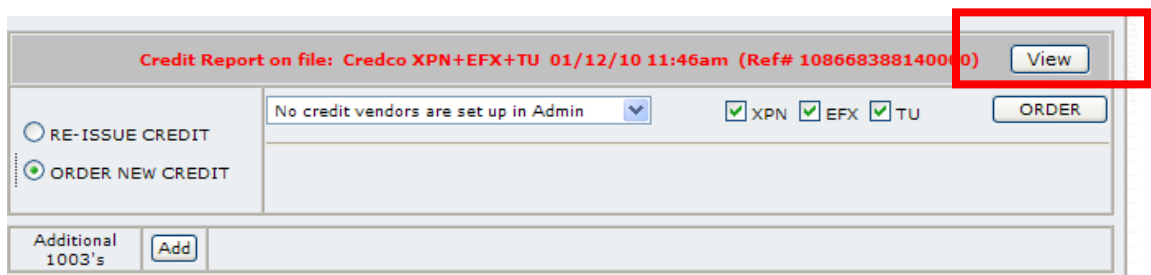 Credit Report on file: Credco XPN+EFX+TU 01/12/10 11:46am (Ref# 108668388140000) View
No credit vendors are set up in Admin XPN EFX TU ORDER
RE-ISSUE CREDIT
ORDER NEW CREDIT
Additional
1003's
Add